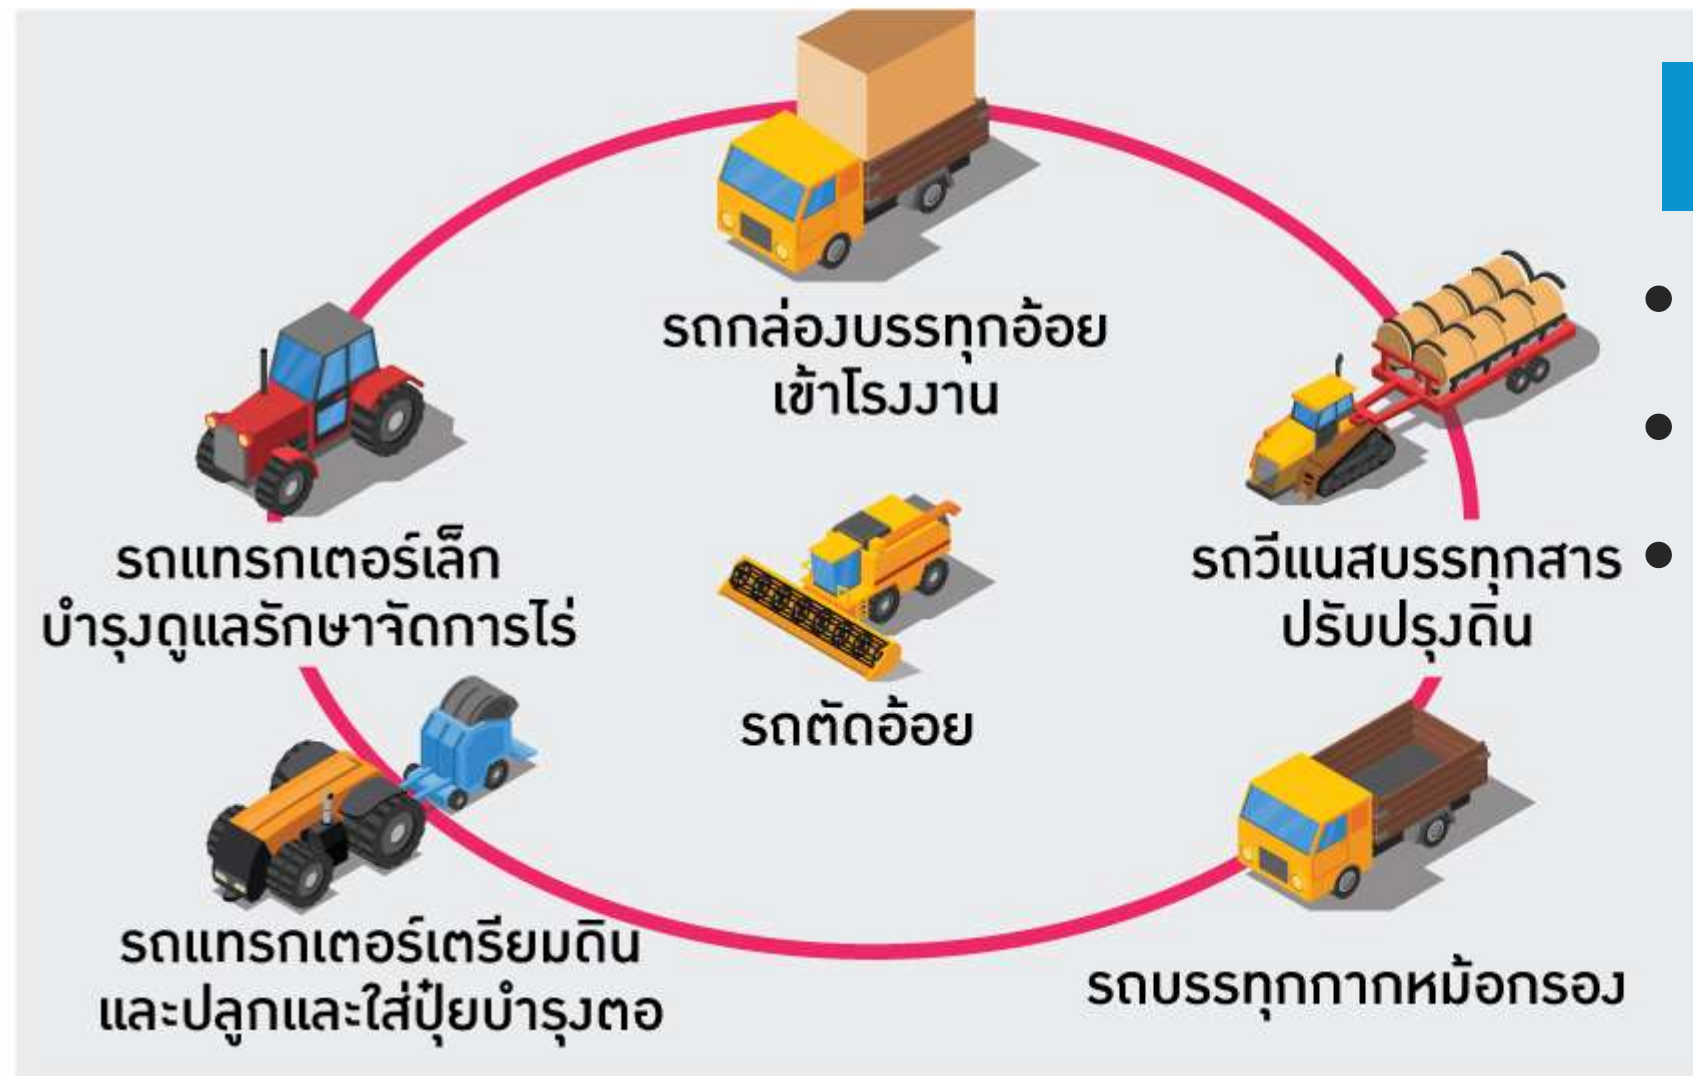 รถกล่องบรรทุกอ้อย
เข้าโรงงาน
รถแทรกเตอร์เล็ก
บำรุงดูแลรักษาจัดการไร่
รถวีแนสบรรทุกสาร
ปรับปรุงดิน
รถตัดอ้อย
รถแทรกเตอร์เตรียมดิน
และปลูกและใส่ปุ๋ยบำรุงตอ
รถบรรทุกกากหม้อกรอง